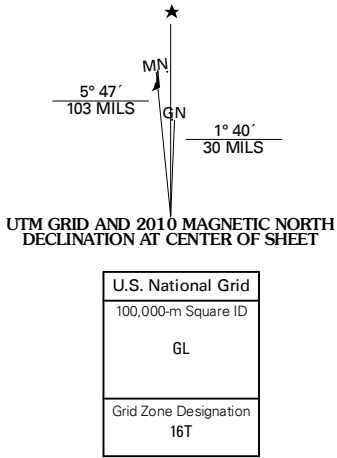 ★
MN
5° 47´
103 MILS
GN
1° 40´
30 MILS
UTM GRID AND 2010 MAGNETIC NORTH
DECLINATION AT CENTER OF SHEET
U.S. National Grid
100,000-m Square ID
GL
Grid Zone Designation
16T